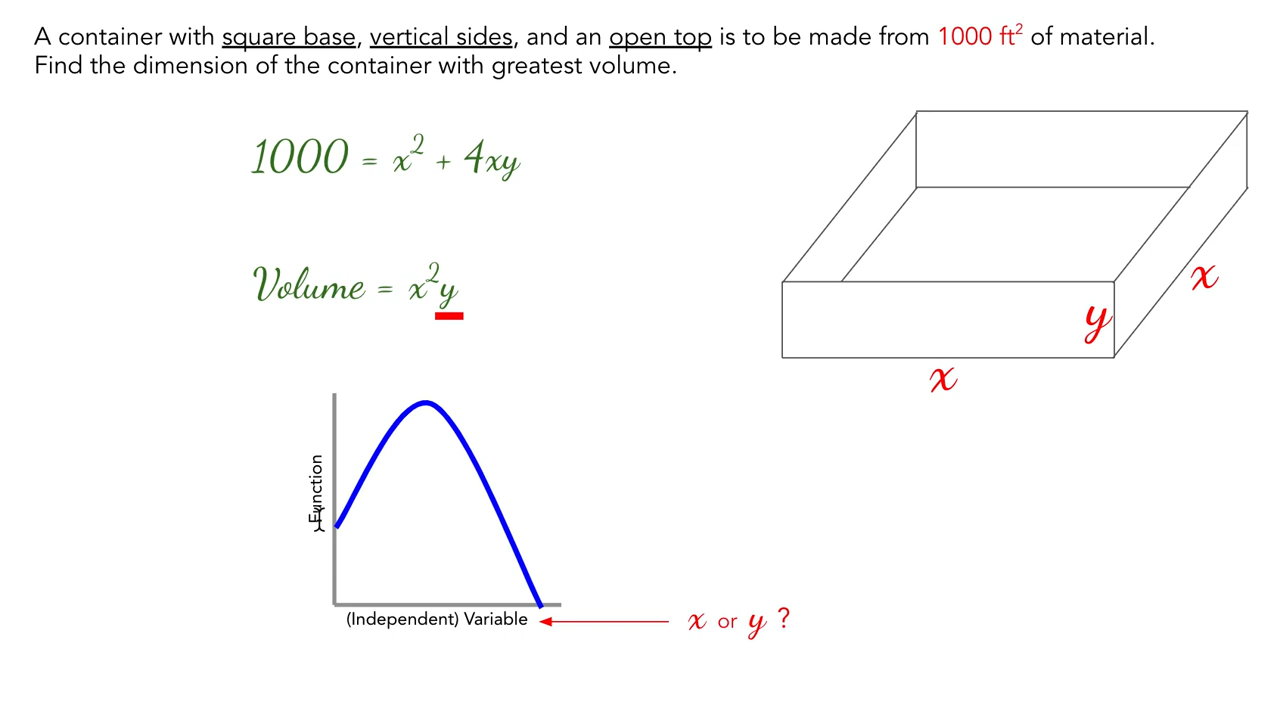 A container with square base, vertical sides, and an open top is to be made from 1000 ft² of material.
Find the dimension of the container with greatest volume.
1000 = x² + 4xy
Volume = x²y
y
x
x
Function
(Independent) Variable
x or y ?